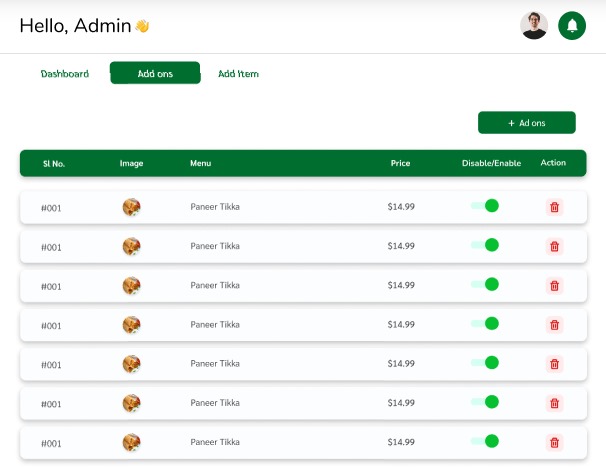 Hello, Admin👋
Dashboard Add ons Add Item
+ Ad ons
Sl No. Image Menu Price Disable/Enable Action
#001 Paneer Tikka $14.99
#001 Paneer Tikka $14.99
#001 Paneer Tikka $14.99
#001 Paneer Tikka $14.99
#001 Paneer Tikka $14.99
#001 Paneer Tikka $14.99
#001 Paneer Tikka $14.99